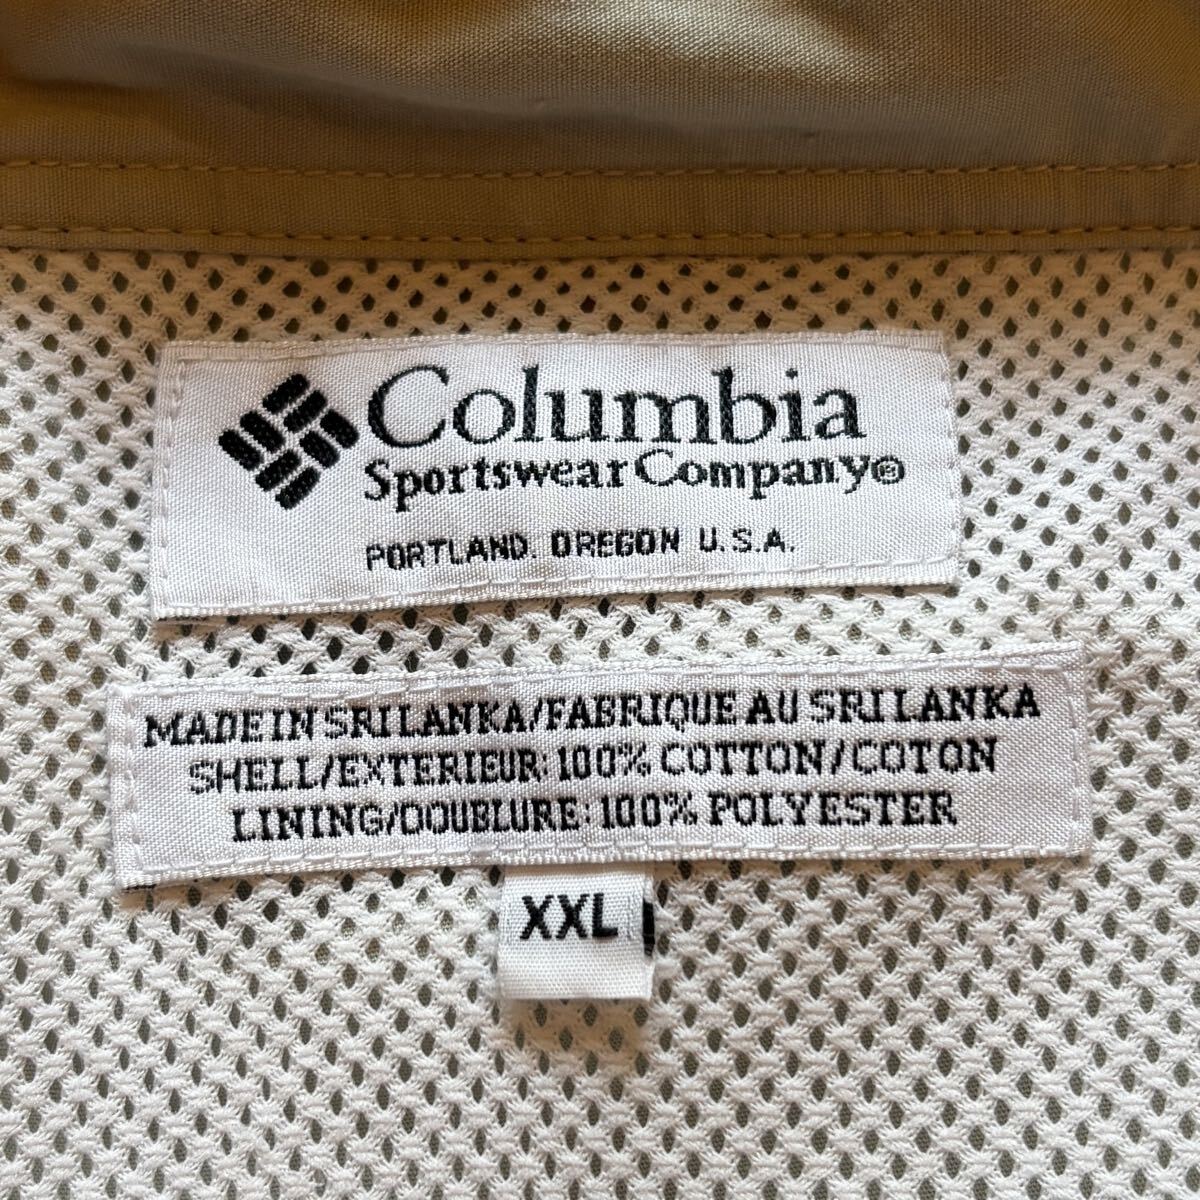 Columbia
Sportswear Company®
PORTLAND. OREGON U.S.A.
MADE IN SRI LANKA/FABRIQUE AU SRI LANKA
SHELL/EXTERIEUR: 100% COTTON/COTON
LINING/DOUBLURE: 100% POLYESTER
XXL